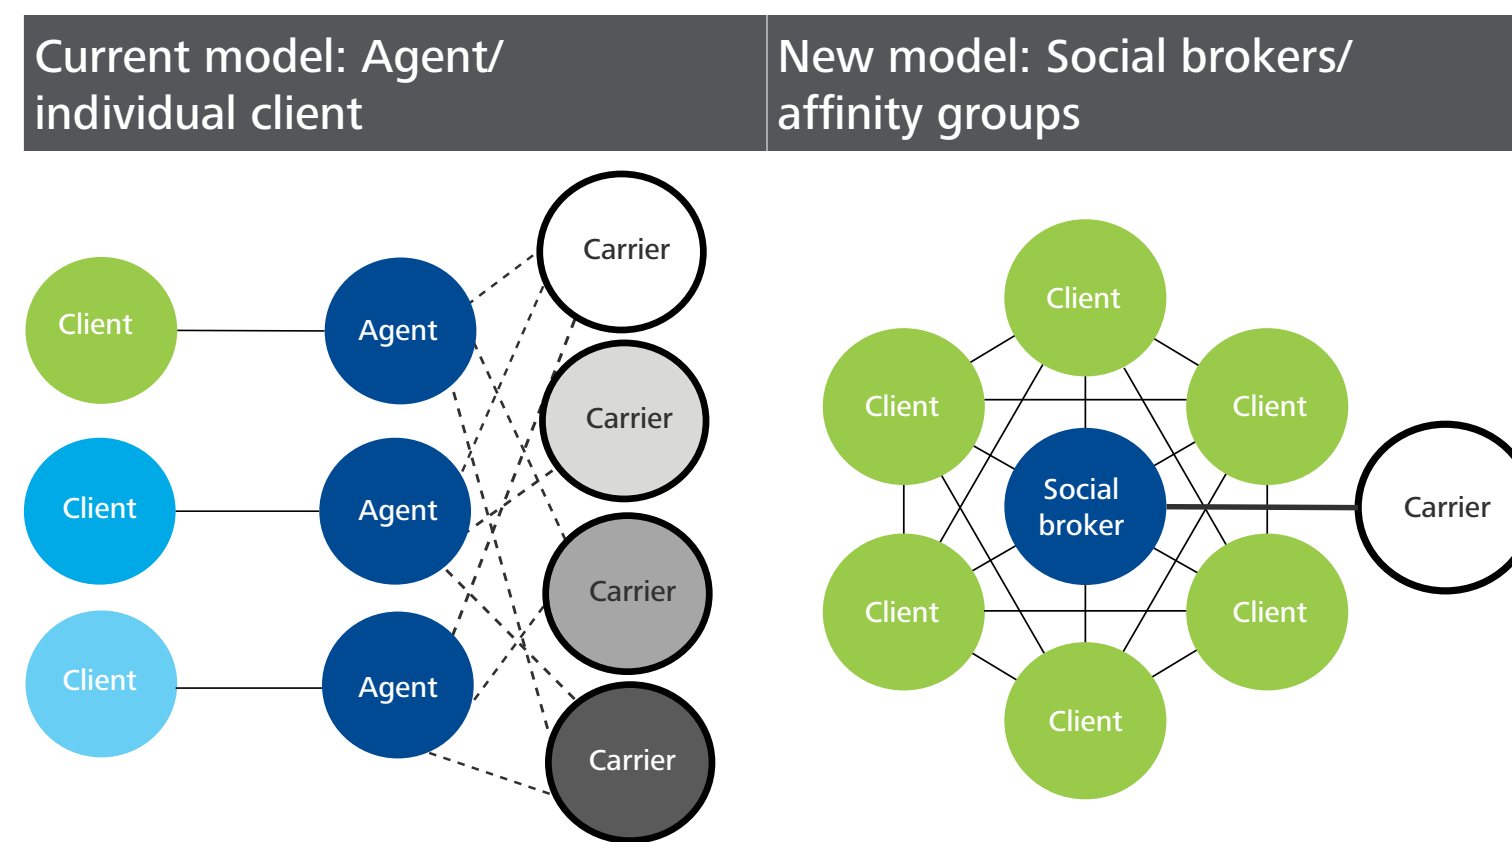 Current model: Agent/
individual client
New model: Social brokers/
affinity groups
Client
Agent
Carrier
Client
Agent
Carrier
Client
Agent
Carrier
Carrier
Client
Client
Client
Social
broker
Carrier
Client
Client
Client